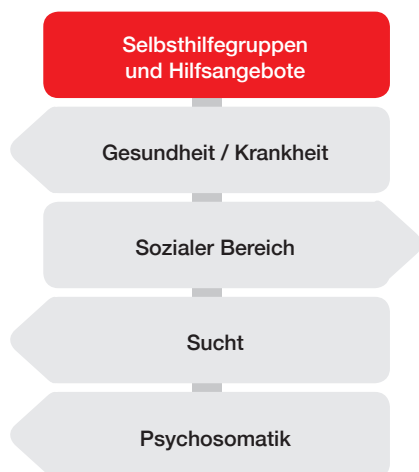 Selbsthilfegruppen
und Hilfsangebote
Gesundheit / Krankheit
Sozialer Bereich
Sucht
Psychosomatik